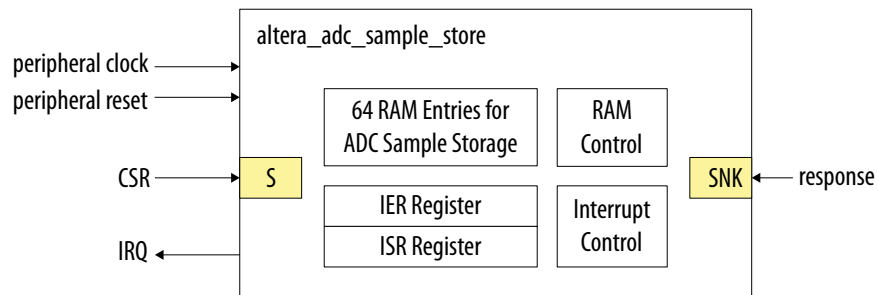 altera_adc_sample_store
peripheral clock
peripheral reset
64 RAM Entries for
ADC Sample Storage
RAM
Control
CSR
S
SNK
response
IER Register
ISR Register
Interrupt
Control
IRQ